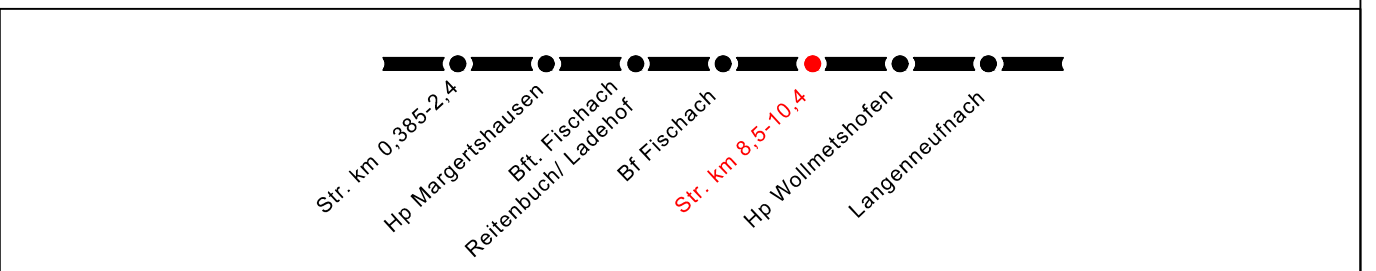 Str. km 0,385-2,4
Hp Margertshausen
Bft. Fischach
Reitenbuch/ Ladehof
Bf Fischach
Str. km 8,5-10,4
Hp Wollmetshofen
Langenneufnach